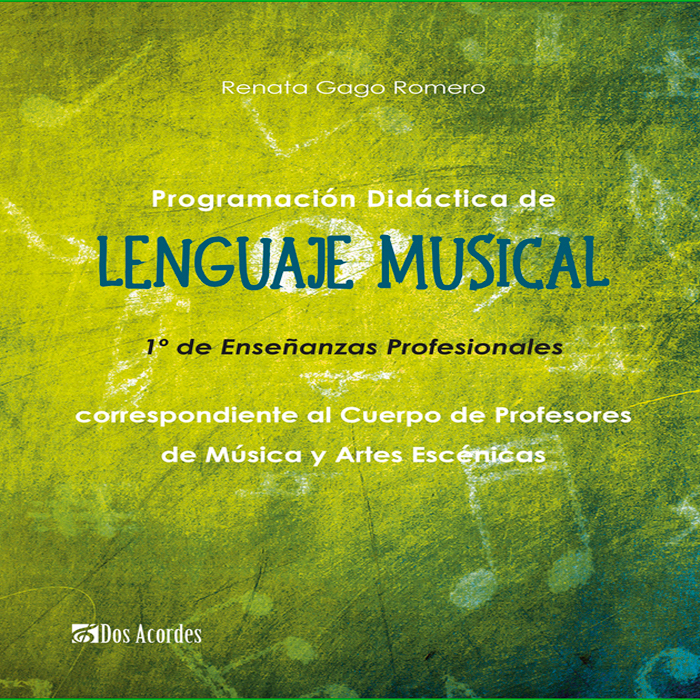 Renata Gago Romero
Programación Didáctica de
LENGUAJE MUSICAL
1º de Enseñanzas Profesionales
correspondiente al Cuerpo de Profesores
de Música y Artes Escénicas
Dos Acordes